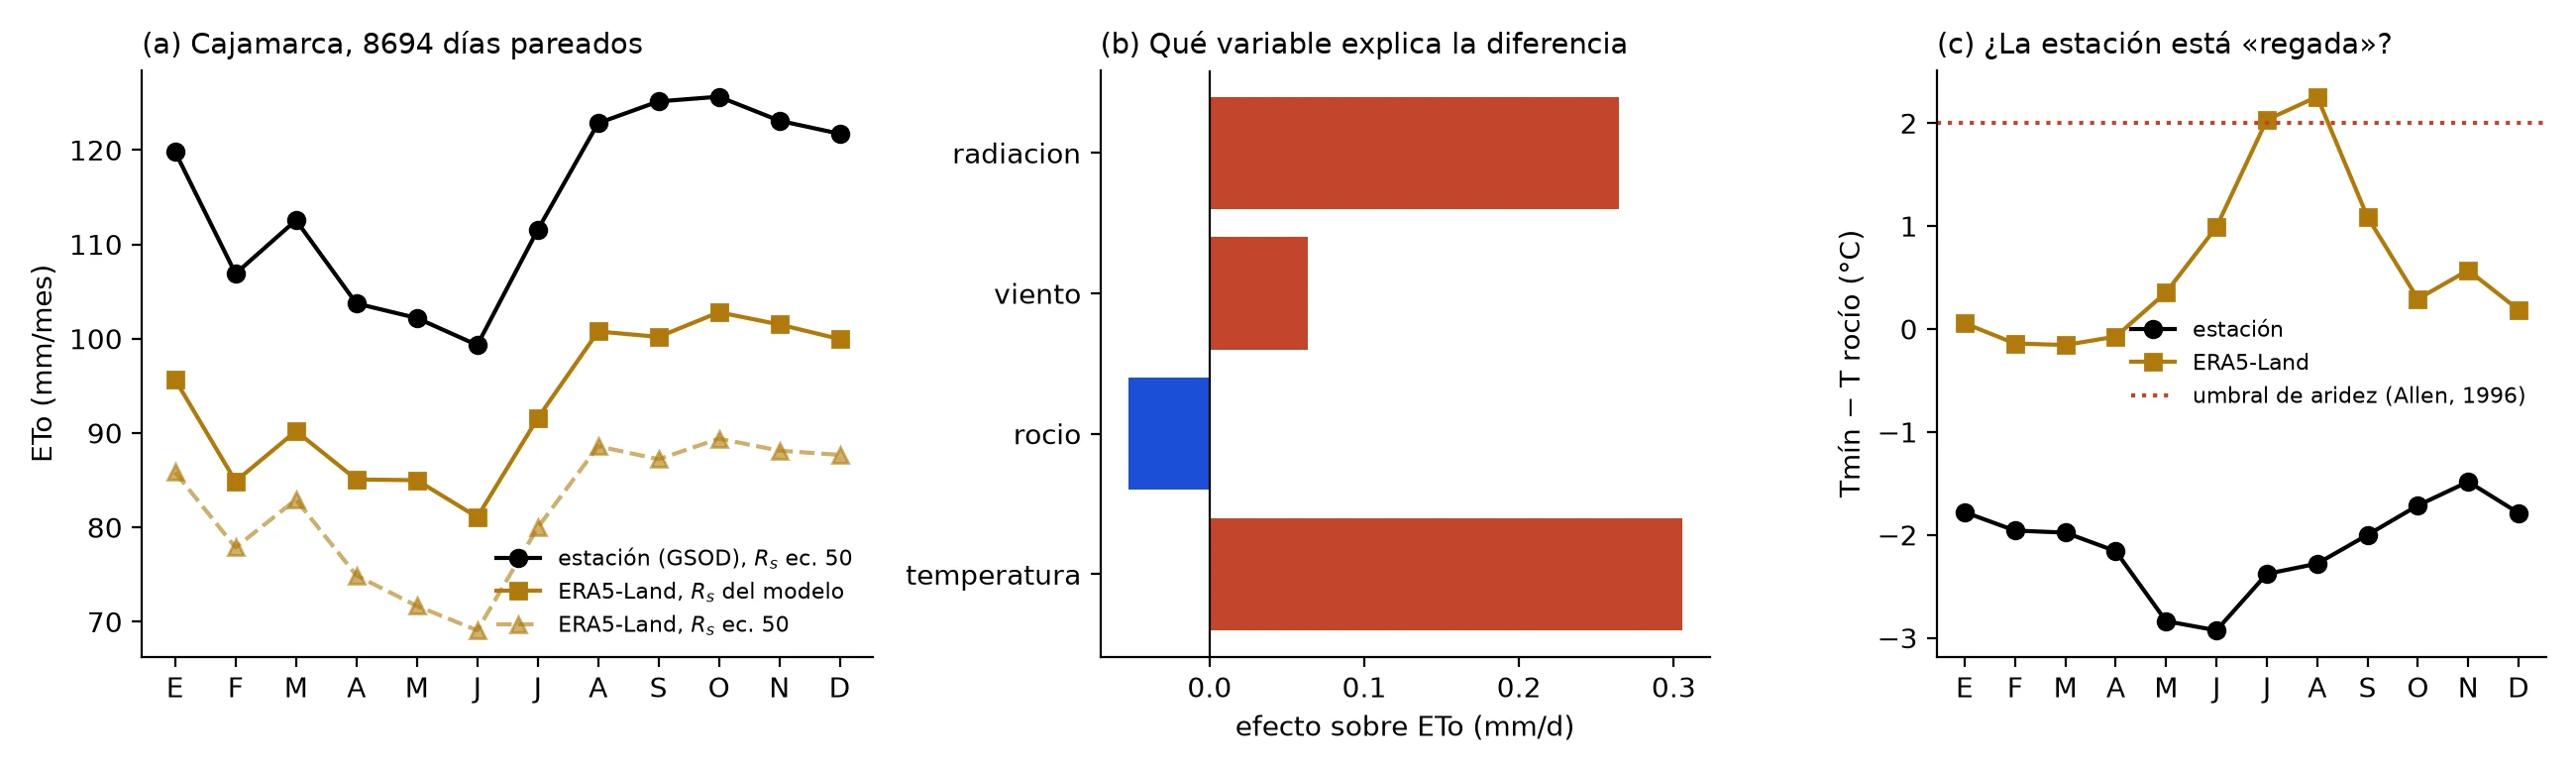 (a) Cajamarca, 8694 días pareados
ETo (mm/mes)
120
110
100
90
80
70
estación (GSOD), Rs ec. 50
ERA5-Land, Rs del modelo
ERA5-Land, Rs ec. 50
E F M A M J J A S O N D
(b) Qué variable explica la diferencia
radiacion
viento
rocio
temperatura
0.0 0.1 0.2 0.3
efecto sobre ETo (mm/d)
(c) ¿La estación está «regada»?
Tmín − T rocío (°C)
2
1
0
−1
−2
−3
estación
ERA5-Land
umbral de aridez (Allen, 1996)
E F M A M J J A S O N D